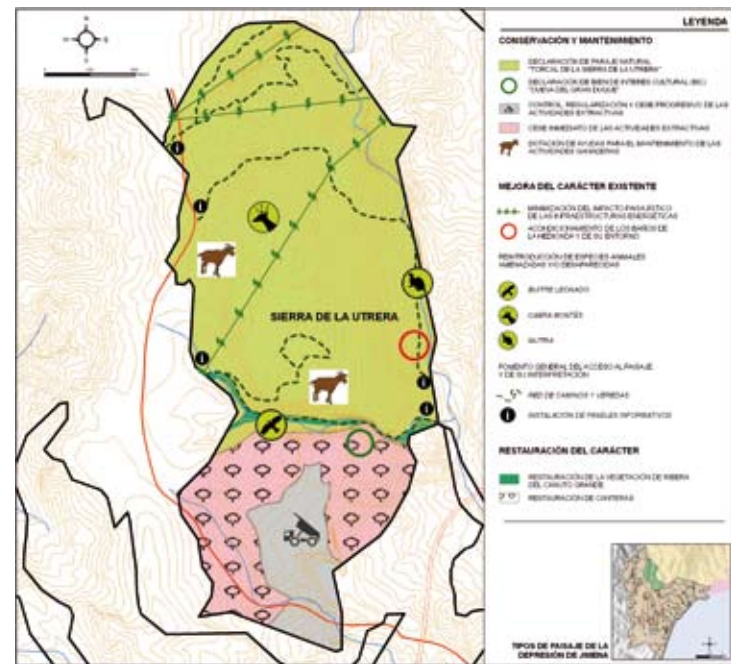 LEYENDA
CONSERVACIÓN Y MANTENIMIENTO
DECLARACIÓN DE PARAJE NATURAL
"TORCAL DE LA SIERRA DE LA UTRERA"
DECLARACIÓN DE BIEN DE INTERÉS CULTURAL (BIC)
"CUEVA DEL GRAN DUQUE"
CONTROL, REGULARIZACIÓN Y CESE PROGRESIVO DE LAS
ACTIVIDADES EXTRACTIVAS
CESE INMEDIATO DE LAS ACTIVIDADES EXTRACTIVAS
DOTACIÓN DE AYUDAS PARA EL MANTENIMIENTO DE LAS
ACTIVIDADES GANADERAS
MEJORA DEL CARÁCTER EXISTENTE
MINIMIZACIÓN DEL IMPACTO PAISAJÍSTICO
DE LAS INFRAESTRUCTURAS ENERGÉTICAS
ACONDICIONAMIENTO DE LOS BAÑOS DE
LA HEDIONDA Y DE SU ENTORNO
REINTRODUCCIÓN DE ESPECIES ANIMALES
AMENAZADAS Y/O DESAPARECIDAS
BUITRE LEONADO
CABRA MONTÉS
NUTRIA
FOMENTO GENERAL DEL ACCESO AL PAISAJE
Y DE SU INTERPRETACIÓN
RED DE CAMINOS Y VEREDAS
INSTALACIÓN DE PANELES INFORMATIVOS
RESTAURACIÓN DEL CARÁCTER
RESTAURACIÓN DE LA VEGETACIÓN DE RIBERA
DEL CANUTO GRANDE
RESTAURACIÓN DE CANTERAS
SIERRA DE LA UTRERA
TIPOS DE PAISAJE DE LA
DEPRESIÓN DE JIMENA